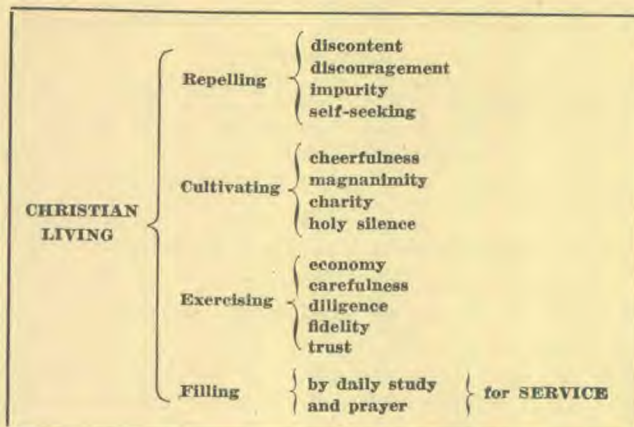 CHRISTIAN
LIVING
Repelling
discontent
discouragement
impurity
self-seeking
Cultivating
cheerfulness
magnanimity
charity
holy silence
Exercising
economy
carefulness
diligence
fidelity
trust
Filling
by daily study
and prayer
for SERVICE